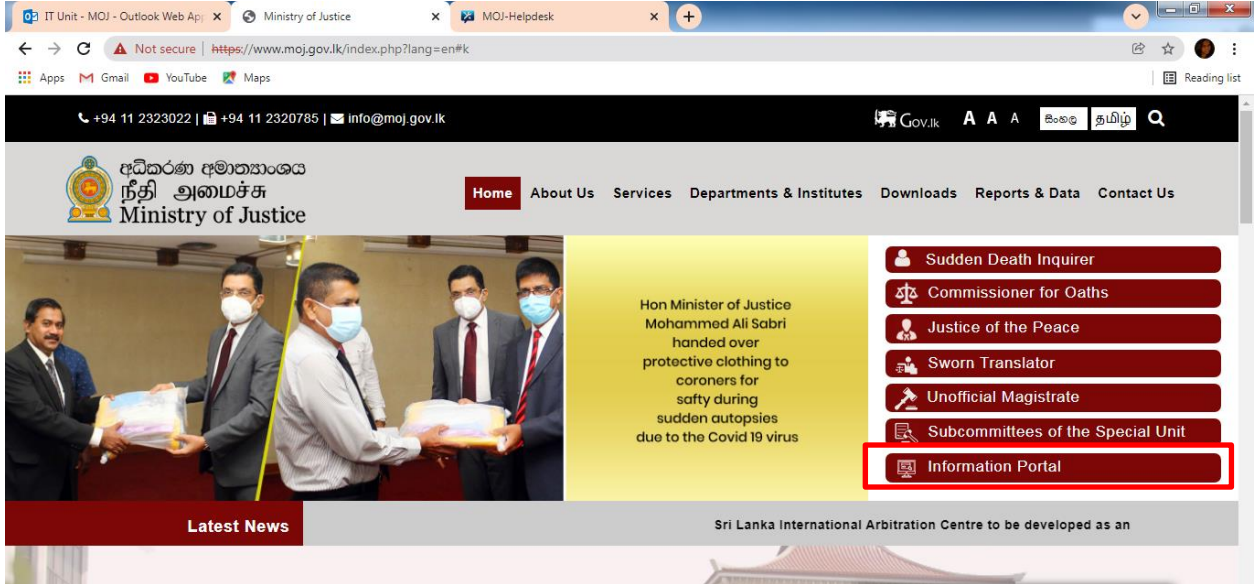 IT Unit - MOJ - Outlook Web Ap
Ministry of Justice
MOJ-Helpdesk
Not secure | https://www.moj.gov.lk/index.php?lang=en#k
Apps Gmail YouTube Maps Reading list
+94 11 2323022 | +94 11 2320785 | info@moj.gov.lk
Gov.lk A A A සිංහල தமிழ்
අධිකරණ අමාත්‍යාංශය
நீதி அமைச்சு
Ministry of Justice
Home About Us Services Departments & Institutes Downloads Reports & Data Contact Us
Hon Minister of Justice
Mohammed Ali Sabri
handed over
protective clothing to
coroners for
safty during
sudden autopsies
due to the Covid 19 virus
Sudden Death Inquirer
Commissioner for Oaths
Justice of the Peace
Sworn Translator
Unofficial Magistrate
Subcommittees of the Special Unit
Information Portal
Latest News
Sri Lanka International Arbitration Centre to be developed as an